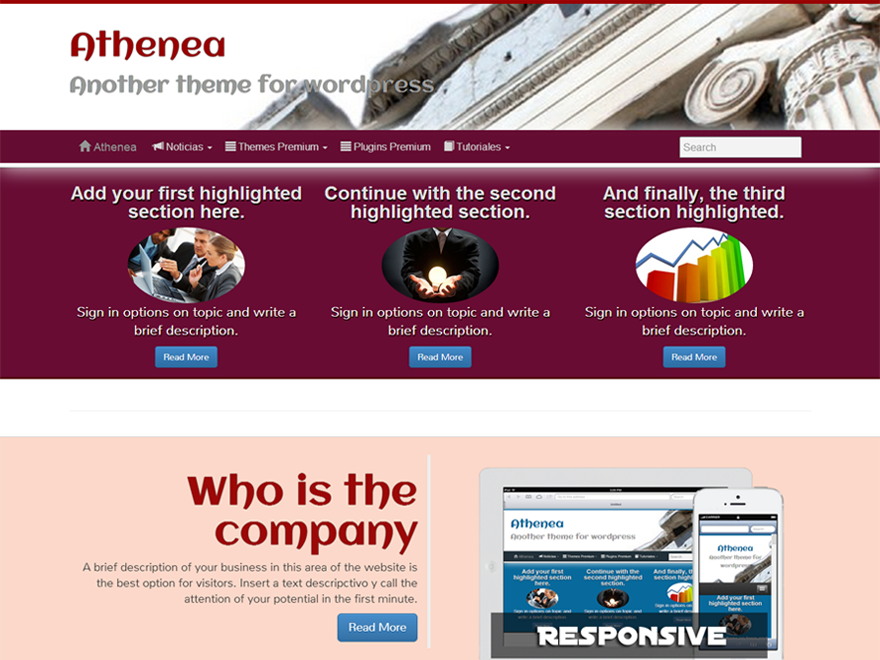 Athenea
Another theme for wordpress
Athenea
Noticias
Themes Premium
Plugins Premium
Tutoriales
Search
Add your first highlighted
section here.
Continue with the second
highlighted section.
And finally, the third
section highlighted.
Sign in options on topic and write a
brief description.
Sign in options on topic and write a
brief description.
Sign in options on topic and write a
brief description.
Read More
Read More
Read More
Who is the
company
A brief description of your business in this area of the website is
the best option for visitors. Insert a text descripctivo y call the
attention of your potential in the first minute.
Read More
Athenea
Another theme for wordpress
Add your first highlighted
section here.
Continue with the
second highlighted
section.
Athenea
Another theme for
wordpress
Add your first highlighted
section here.
RESPONSIVE